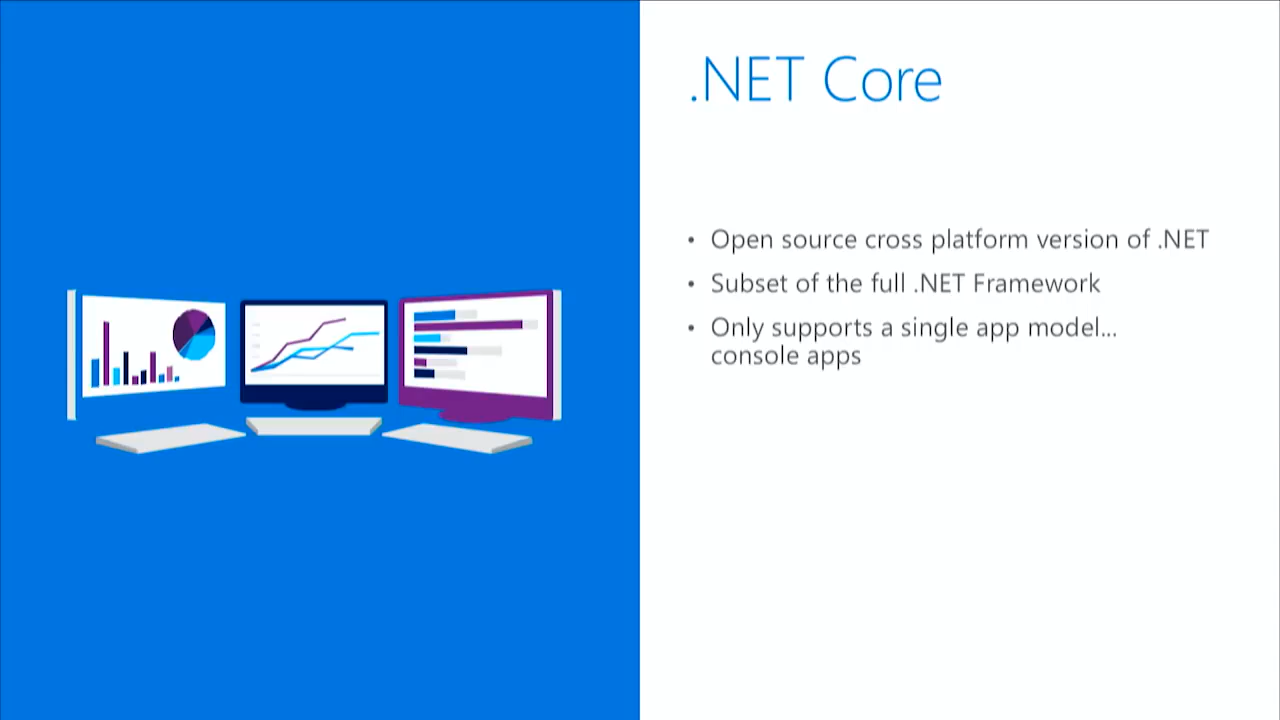 .NET Core
• Open source cross platform version of .NET
• Subset of the full .NET Framework
• Only supports a single app model...
console apps